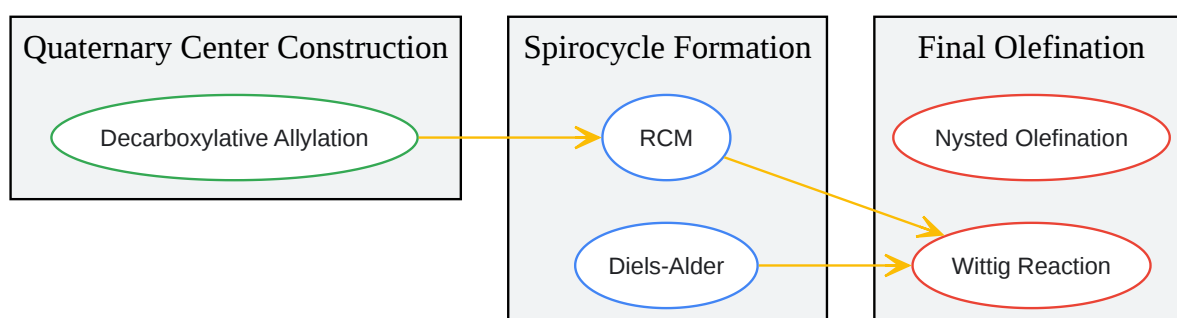 Quaternary Center Construction
Spirocycle Formation
Final Olefination
Decarboxylative Allylation
RCM
Nysted Olefination
Diels-Alder
Wittig Reaction